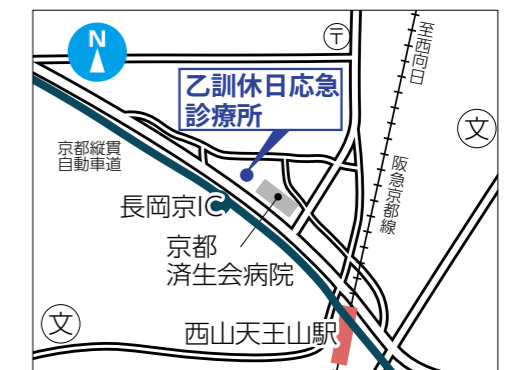 N
〒
至西向日
乙訓休日応急
診療所
文
京都縦貫
自動車道
阪急京都線
長岡京IC
京都
済生会病院
文
西山天王山駅